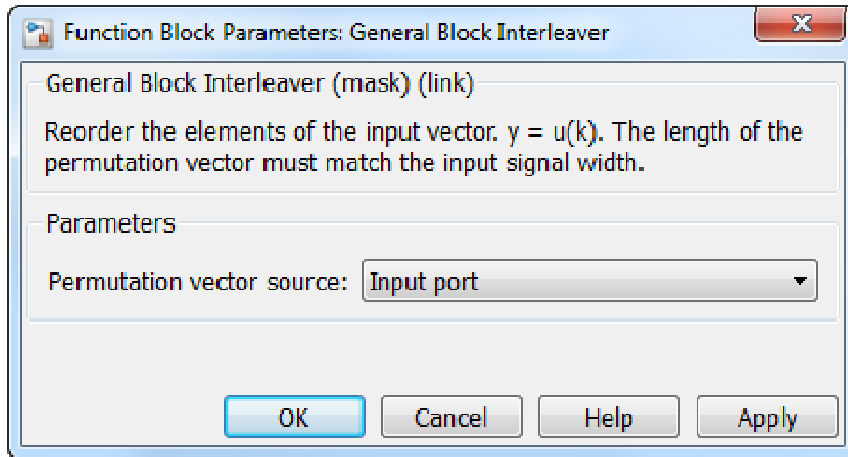 Function Block Parameters: General Block Interleaver
General Block Interleaver (mask) (link)
Reorder the elements of the input vector. y = u(k). The length of the
permutation vector must match the input signal width.
Parameters
Permutation vector source: Input port
OK Cancel Help Apply